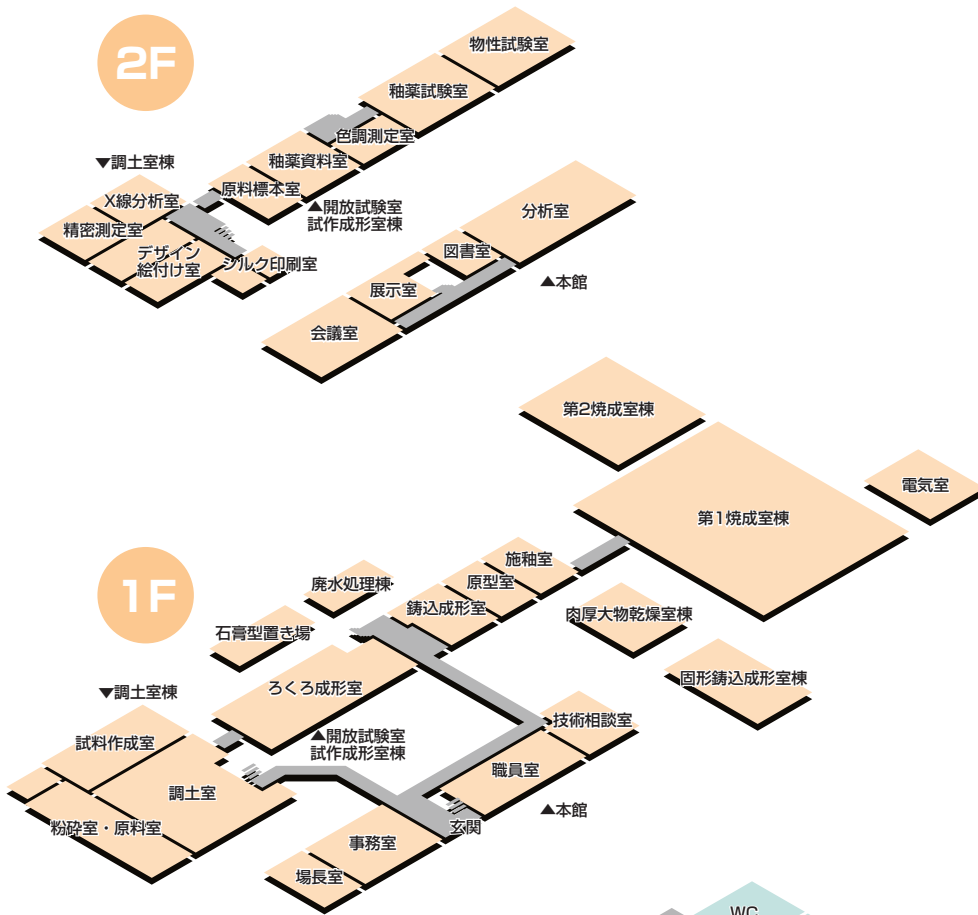 2F
物性試験室
釉薬試験室
色調測定室
釉薬資料室
原料標本室
▼調土室棟
X線分析室
精密測定室
デザイン
絵付け室
シルク印刷室
▲開放試験室
試作成形室棟
分析室
図書室
展示室
会議室
▲本館
1F
第2焼成室棟
第1焼成室棟
電気室
施釉室
原型室
鋳込成形室
廃水処理棟
石膏型置き場
肉厚大物乾燥室棟
固形鋳込成形室棟
ろくろ成形室
▼調土室棟
試料作成室
調土室
粉砕室・原料室
▲開放試験室
試作成形室棟
技術相談室
職員室
▲本館
玄関
事務室
場長室
WC